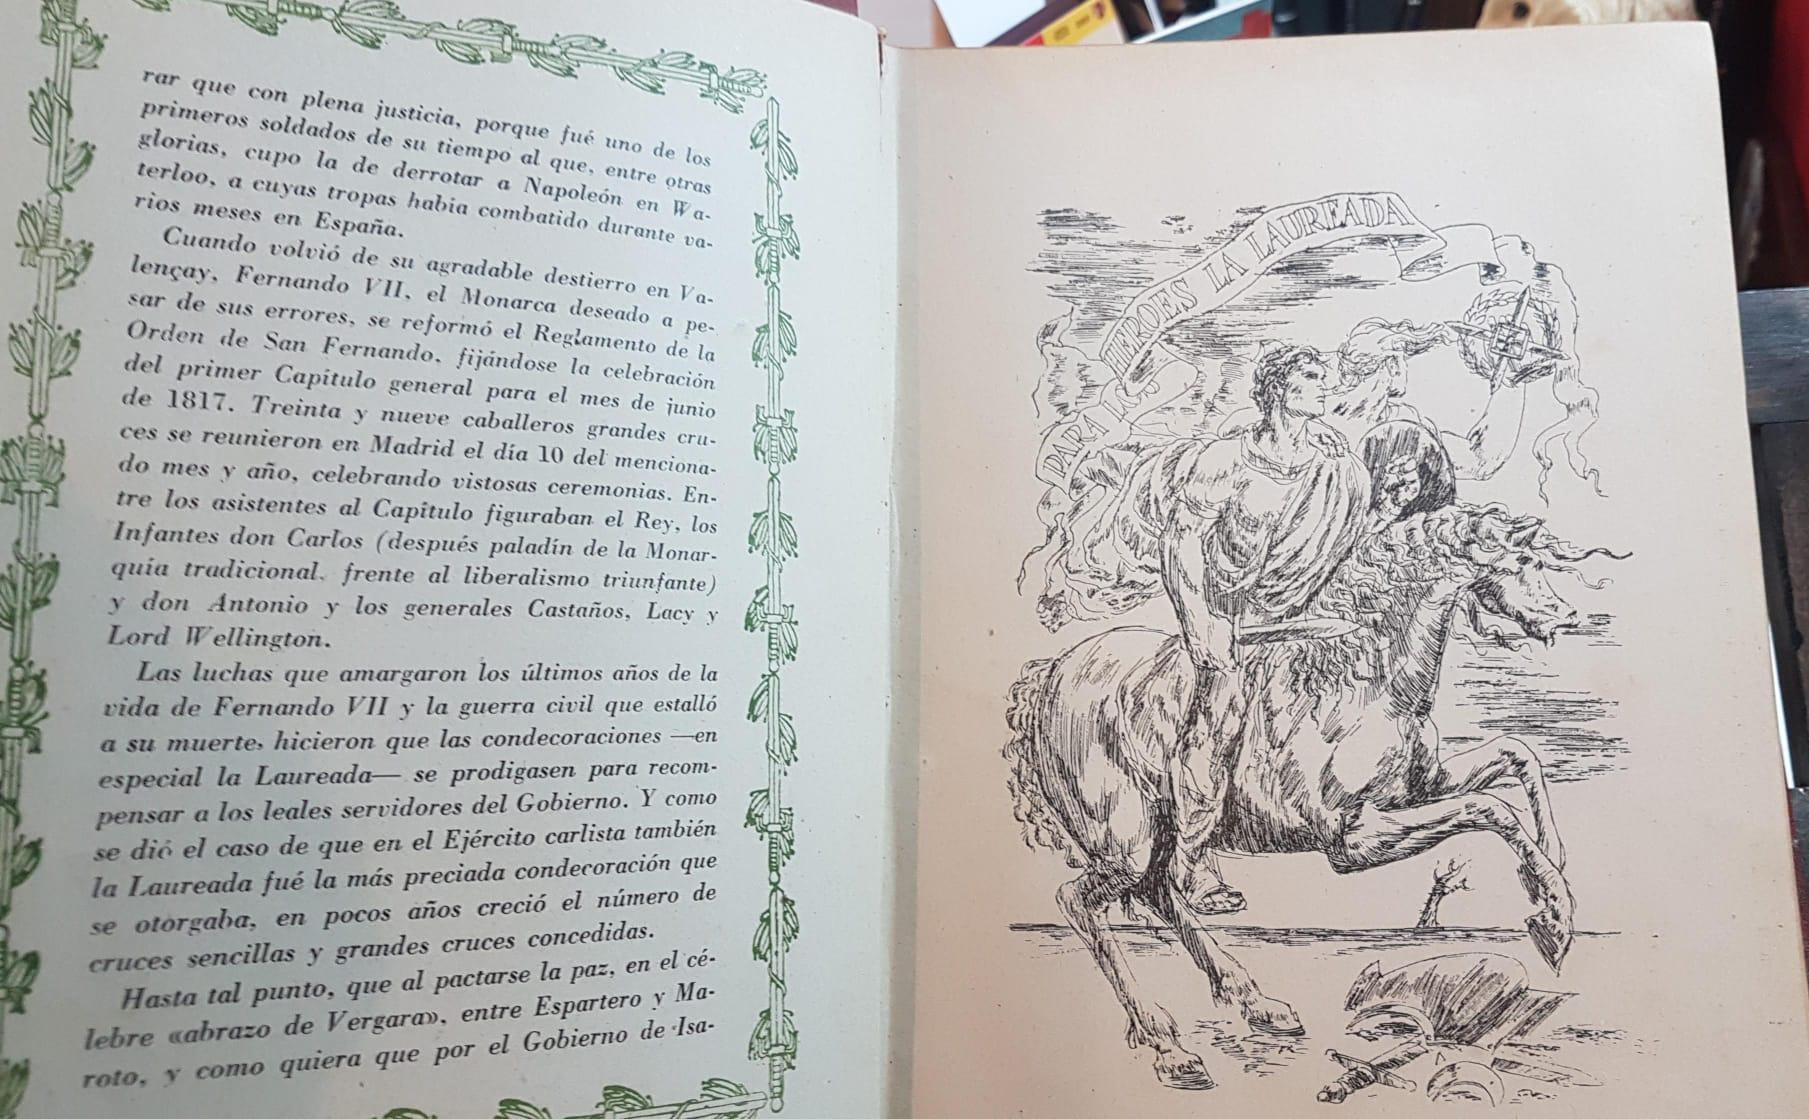 rar que con plena justicia, porque fué uno de los
primeros soldados de su tiempo al que, entre otras
glorias, cupo la de derrotar a Napoleón en Wa-
terloo, a cuyas tropas había combatido durante va-
rios meses en España.
Cuando volvió de su agradable destierro en Va-
lençay, Fernando VII, el Monarca deseado a pe-
sar de sus errores, se reformó el Reglamento de la
Orden de San Fernando, fijándose la celebración
del primer Capítulo general para el mes de junio
de 1817. Treinta y nueve caballeros grandes cru-
ces se reunieron en Madrid el día 10 del menciona-
do mes y año, celebrando vistosas ceremonias. En-
tre los asistentes al Capítulo figuraban el Rey, los
Infantes don Carlos (después paladín de la Monar-
quía tradicional, frente al liberalismo triunfante)
y don Antonio y los generales Castaños, Lacy y
Lord Wellington.
Las luchas que amargaron los últimos años de la
vida de Fernando VII y la guerra civil que estalló
a su muerte, hicieron que las condecoraciones —en
especial la Laureada— se prodigasen para recom-
pensar a los leales servidores del Gobierno. Y como
se dió el caso de que en el Ejército carlista también
la Laureada fué la más preciada condecoración que
se otorgaba, en pocos años creció el número de
cruces sencillas y grandes cruces concedidas.
Hasta tal punto, que al pactarse la paz, en el cé-
lebre «abrazo de Vergara», entre Espartero y Ma-
roto, y como quiera que por el Gobierno de Isa-
PARA LOS HEROES LA LAUREADA